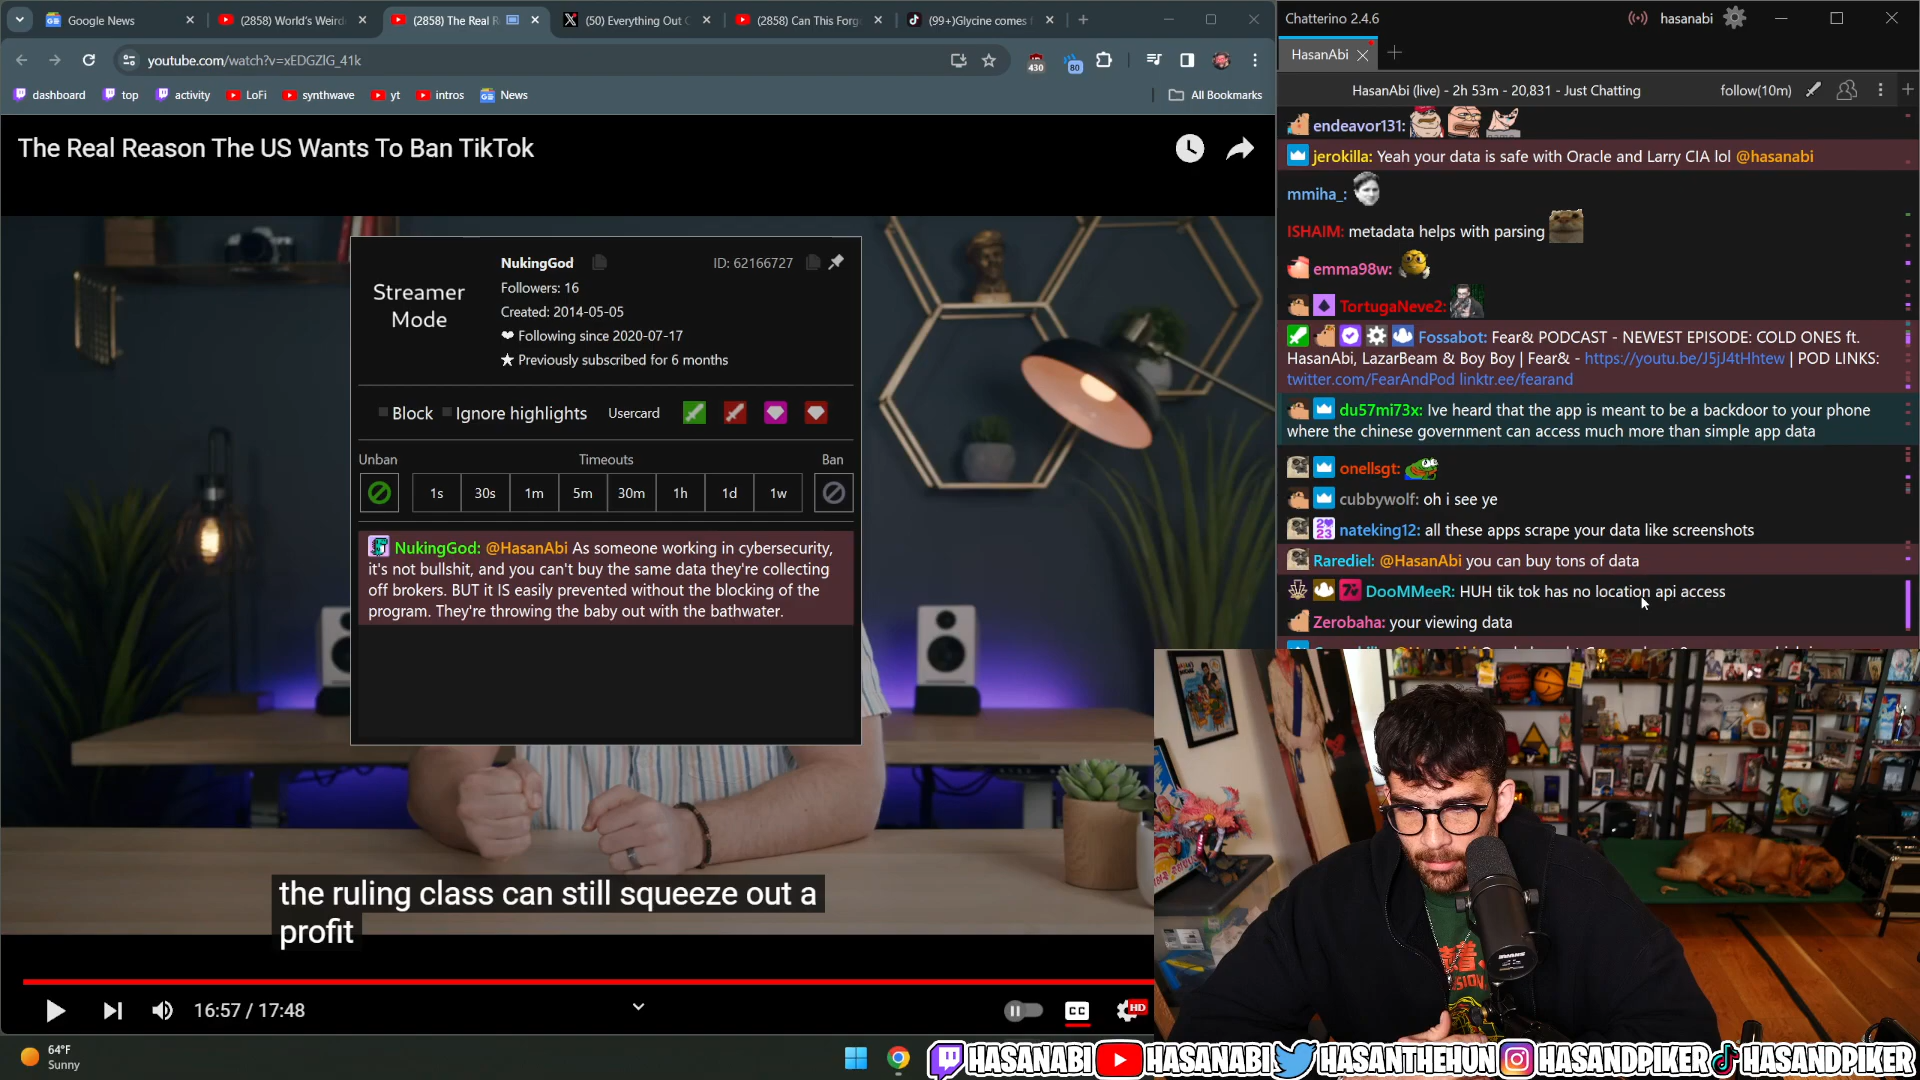 Google News
(2858) World's Weird
(2858) The Real R
(50) Everything Out C
(2858) Can This Forg
(99+)Glycine comes f
youtube.com/watch?v=xEDGZlG_41k
430
80
dashboard
top
activity
LoFi
synthwave
yt
intros
News
All Bookmarks
The Real Reason The US Wants To Ban TikTok
Streamer
Mode
NukingGod
ID: 62166727
Followers: 16
Created: 2014-05-05
❤ Following since 2020-07-17
★ Previously subscribed for 6 months
Block
Ignore highlights
Usercard
Unban
Timeouts
Ban
1s
30s
1m
5m
30m
1h
1d
1w
NukingGod: @HasanAbi As someone working in cybersecurity,
it's not bullshit, and you can't buy the same data they're collecting
off brokers. BUT it IS easily prevented without the blocking of the
program. They're throwing the baby out with the bathwater.
the ruling class can still squeeze out a
profit
16:57 / 17:48
CC
HD
64°F
Sunny
Chatterino 2.4.6
hasanabi
HasanAbi
HasanAbi (live) - 2h 53m - 20,831 - Just Chatting
follow(10m)
endeavor131:
jerokilla: Yeah your data is safe with Oracle and Larry CIA lol @hasanabi
mmiha_:
ISHAIM: metadata helps with parsing
emma98w:
TortugaNeve2:
Fossabot: Fear& PODCAST - NEWEST EPISODE: COLD ONES ft.
HasanAbi, LazarBeam & Boy Boy | Fear& - https://youtu.be/J5jJ4tHhtew | POD LINKS:
twitter.com/FearAndPod linktr.ee/fearand
du57mi73x: Ive heard that the app is meant to be a backdoor to your phone
where the chinese government can access much more than simple app data
onellsgt:
cubbywolf: oh i see ye
nateking12: all these apps scrape your data like screenshots
Rarediel: @HasanAbi you can buy tons of data
DooMMeeR: HUH tik tok has no location api access
Zerobaha: your viewing data
HASANABI
HASANABI
HASANTHEHUN
HASANDPIKER
HASANDPIKER